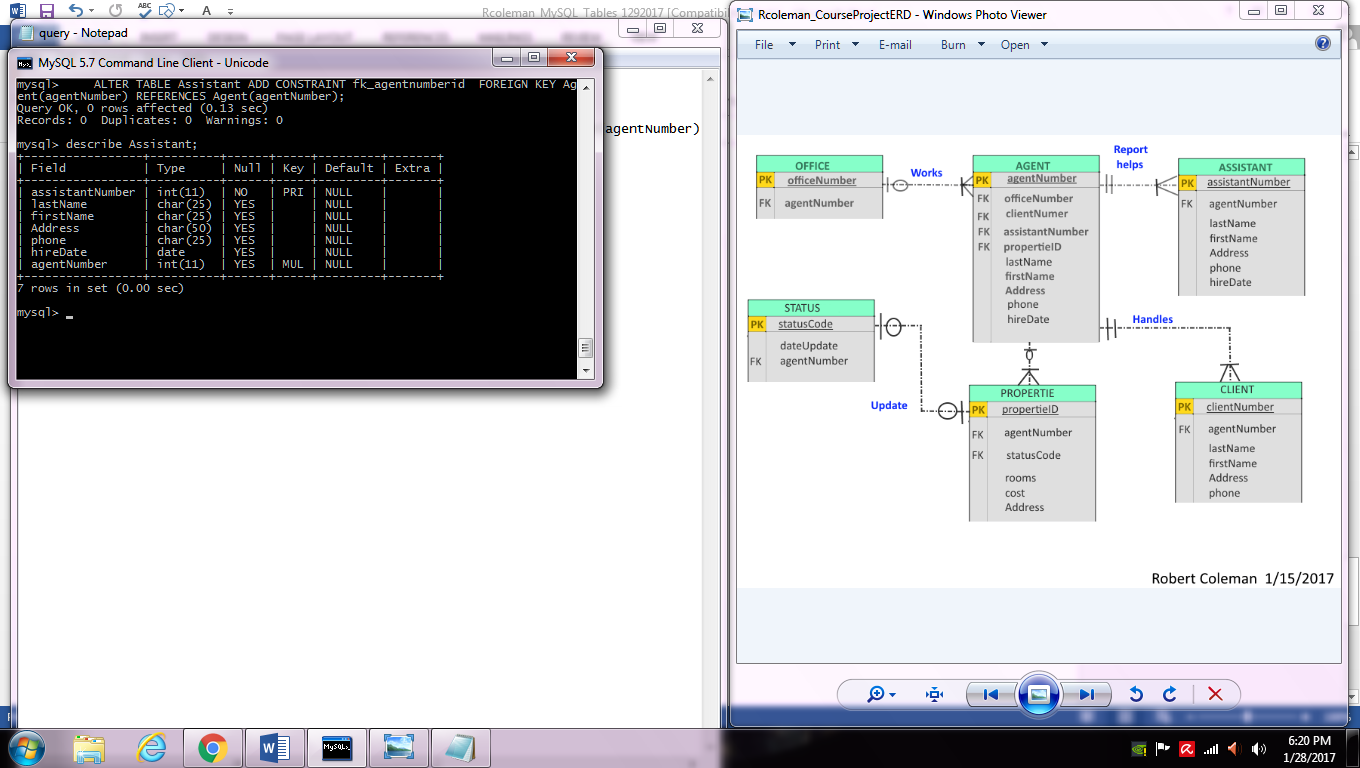 Rcoleman_MySQL_Tables_1292017 [Compatibi
query - Notepad
agentNumber)
MySQL 5.7 Command Line Client - Unicode
mysql>     ALTER TABLE Assistant ADD CONSTRAINT fk_agentnumberid  FOREIGN KEY Ag
ent(agentNumber) REFERENCES Agent(agentNumber);
Query OK, 0 rows affected (0.13 sec)
Records: 0  Duplicates: 0  Warnings: 0
mysql> describe Assistant;
+-----------------+----------+------+-----+---------+-------+
| Field           | Type     | Null | Key | Default | Extra |
+-----------------+----------+------+-----+---------+-------+
| assistantNumber | int(11)  | NO   | PRI | NULL    |       |
| lastName        | char(25) | YES  |     | NULL    |       |
| firstName       | char(25) | YES  |     | NULL    |       |
| Address         | char(50) | YES  |     | NULL    |       |
| phone           | char(25) | YES  |     | NULL    |       |
| hireDate        | date     | YES  |     | NULL    |       |
| agentNumber     | int(11)  | YES  | MUL | NULL    |       |
+-----------------+----------+------+-----+---------+-------+
7 rows in set (0.00 sec)
mysql> _
Rcoleman_CourseProjectERD - Windows Photo Viewer
File Print E-mail Burn Open
OFFICE
PK officeNumber
FK agentNumber
Works
AGENT
PK agentNumber
FK officeNumber
FK clientNumer
FK assistantNumber
FK propertieID
lastName
firstName
Address
phone
hireDate
Report
helps
ASSISTANT
PK assistantNumber
FK agentNumber
lastName
firstName
Address
phone
hireDate
STATUS
PK statusCode
dateUpdate
FK agentNumber
Update
Handles
PROPERTIE
PK propertieID
FK agentNumber
FK statusCode
rooms
cost
Address
CLIENT
PK clientNumber
FK agentNumber
lastName
firstName
Address
phone
Robert Coleman 1/15/2017
6:20 PM
1/28/2017